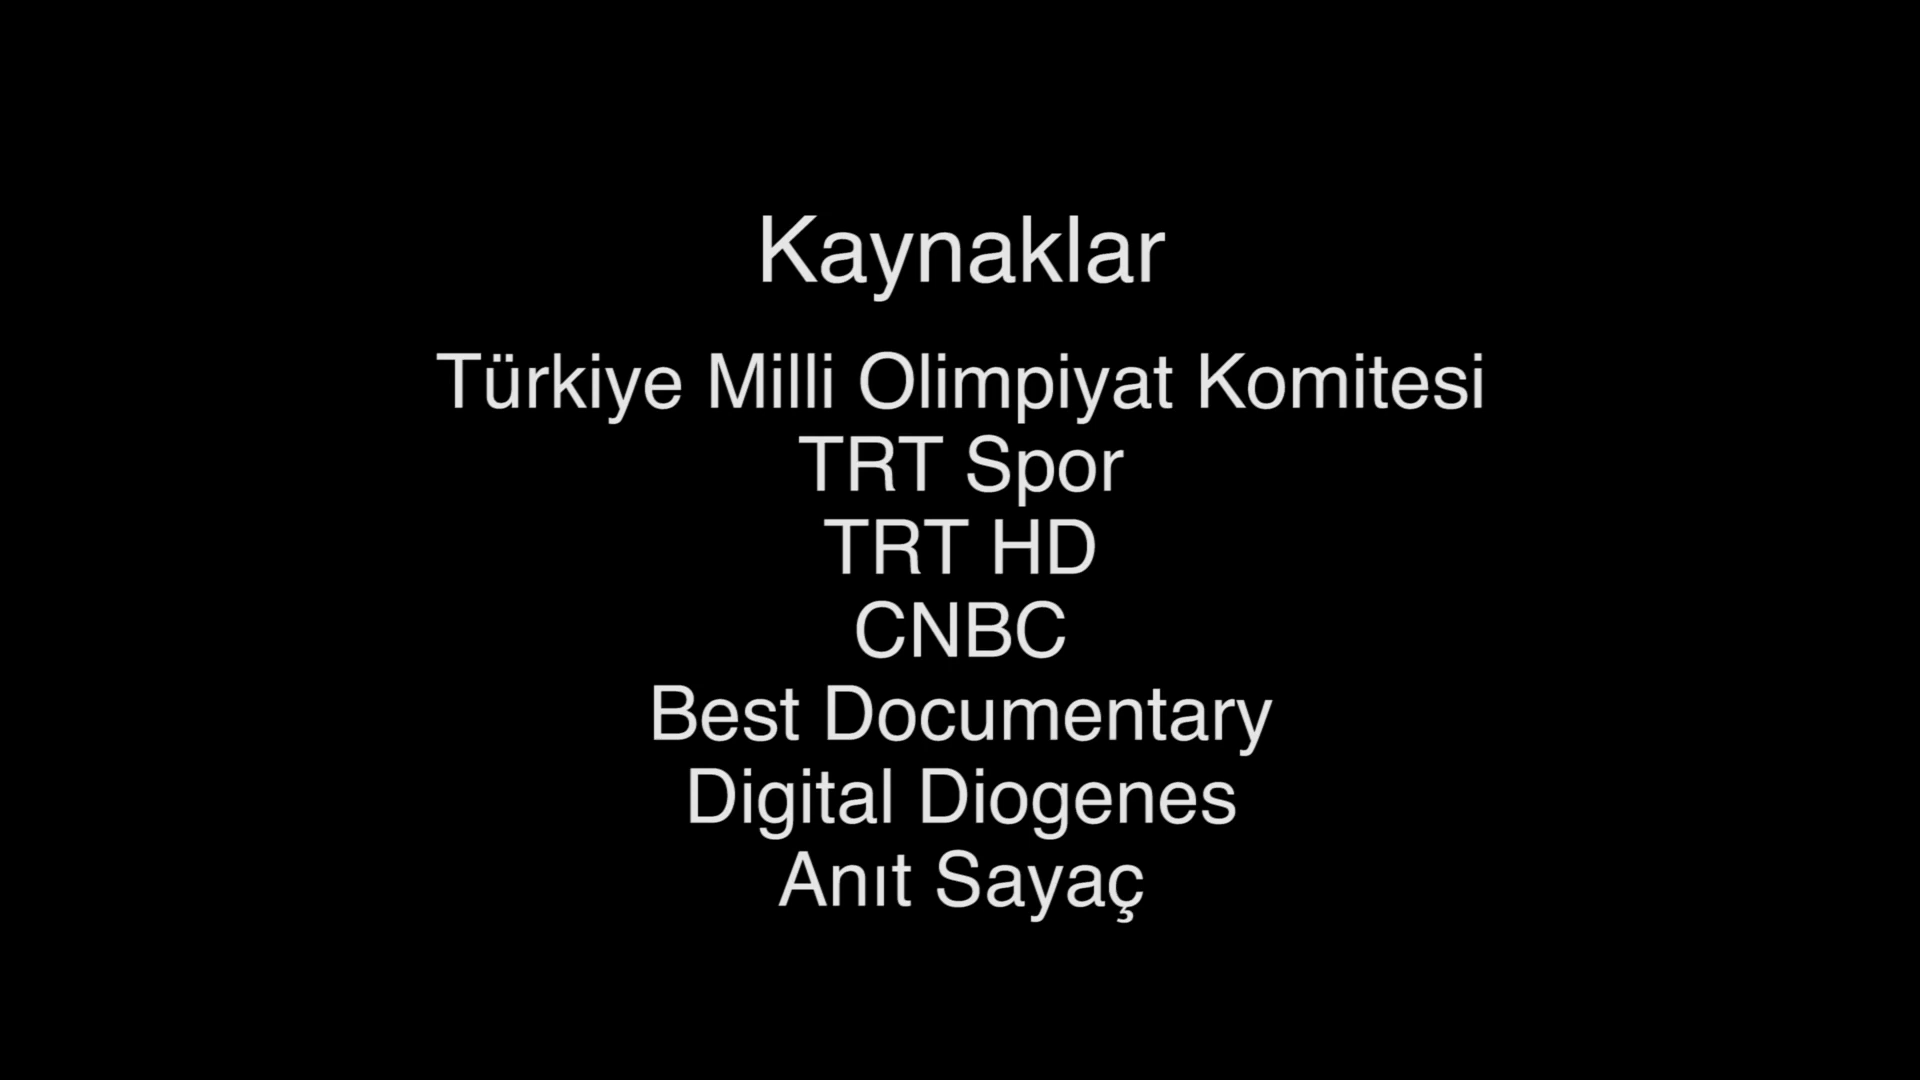 Kaynaklar
Türkiye Milli Olimpiyat Komitesi
TRT Spor
TRT HD
CNBC
Best Documentary
Digital Diogenes
Anıt Sayaç